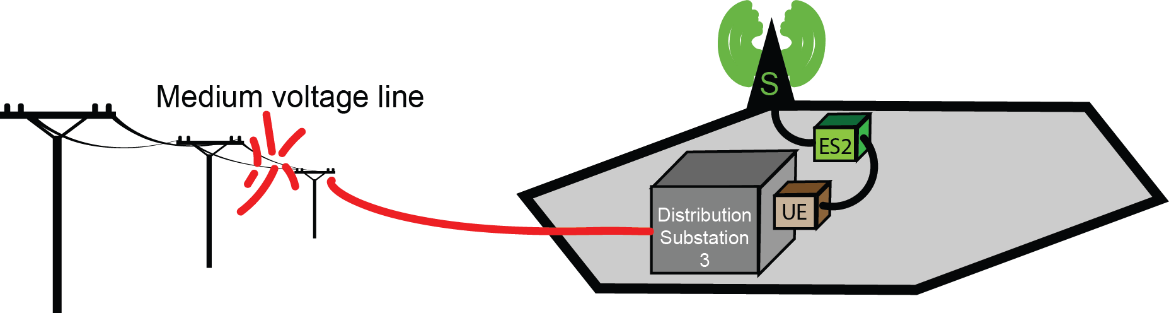 Medium voltage line
S
ES2
UE
Distribution
Substation
3